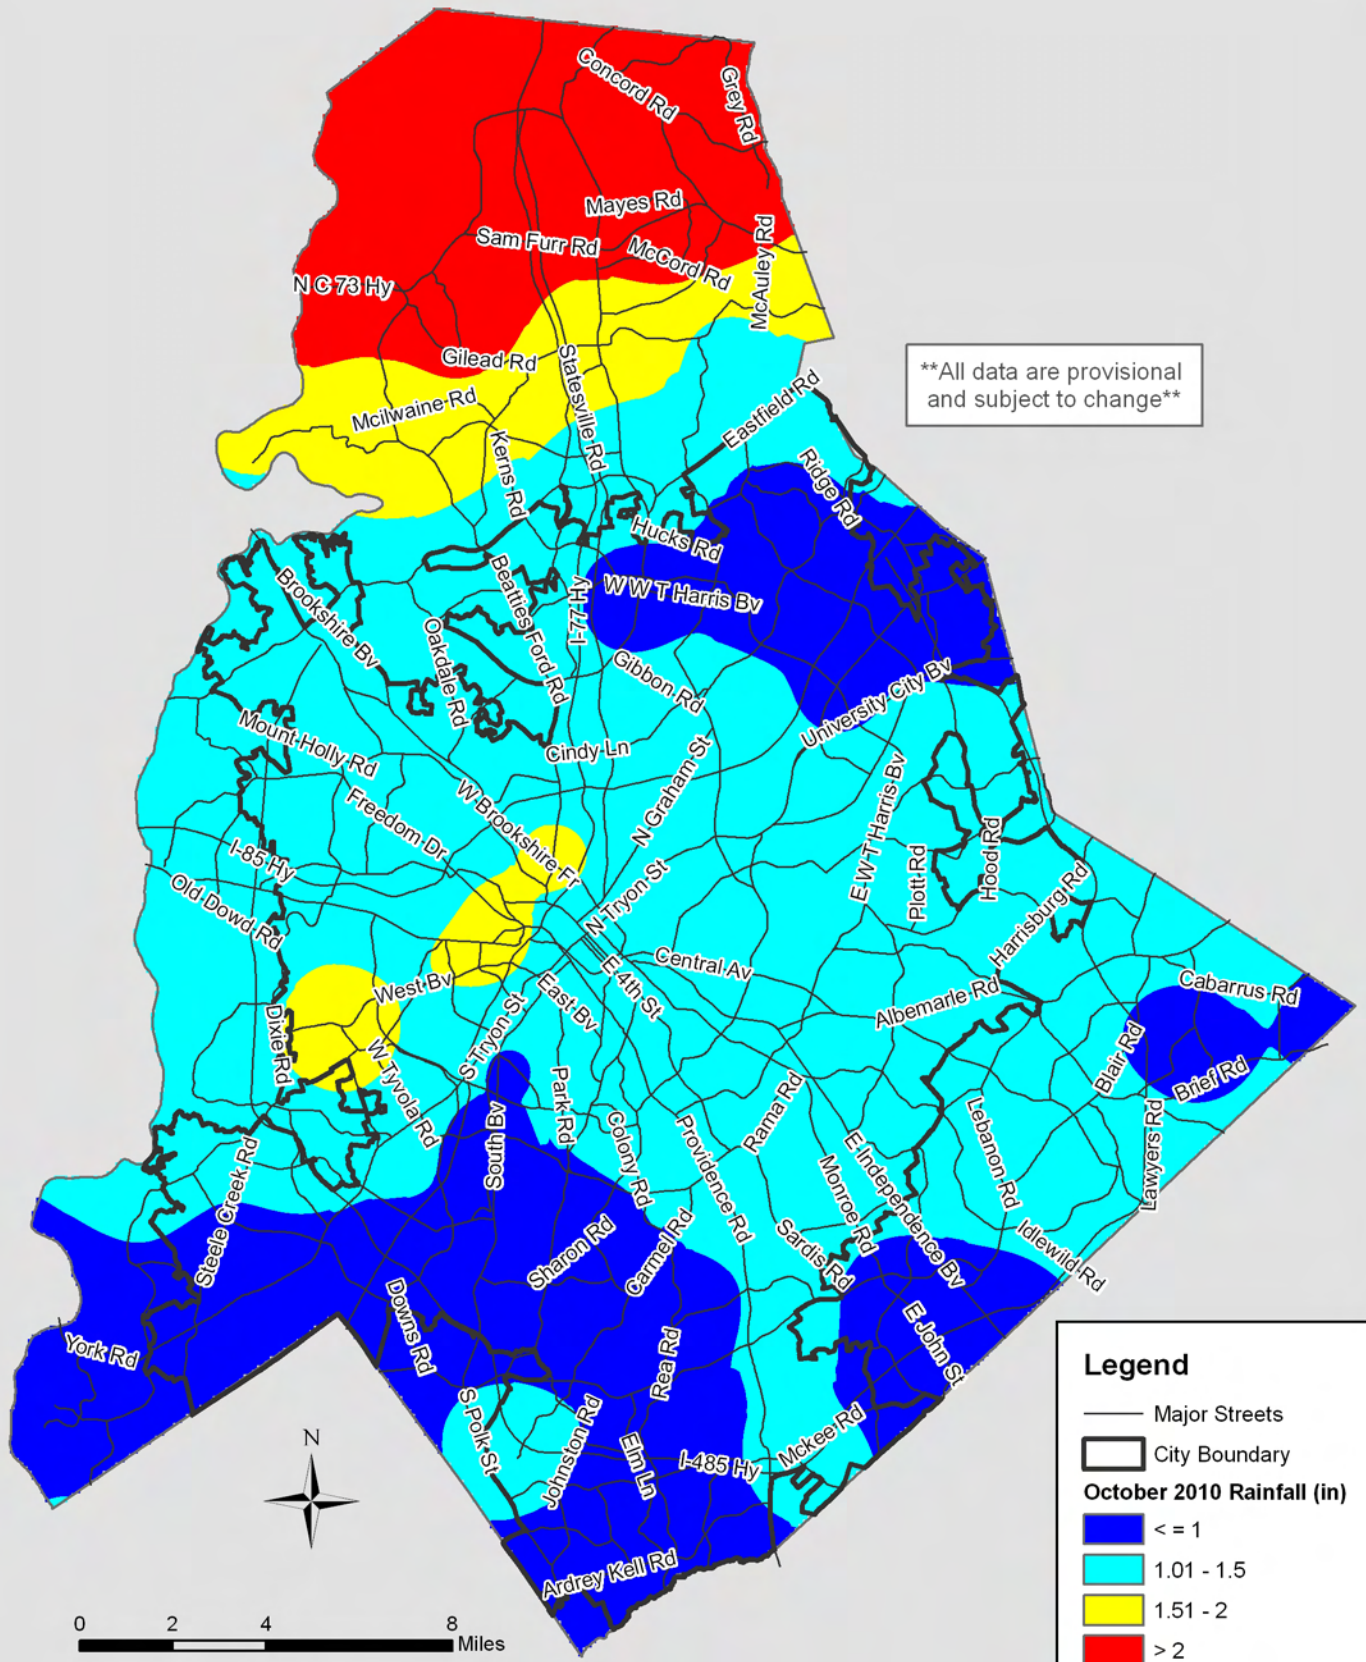 Concord Rd
Grey Rd
Mayes Rd
Sam Furr Rd
McCord Rd
McAuley Rd
N C 73 Hy
Gilead Rd
Statesville Rd
**All data are provisional
and subject to change**
Mcilwaine Rd
Eastfield Rd
Kerns Rd
Ridge Rd
Hucks Rd
Beatties Ford Rd
I-77 Hy
W W T Harris Bv
Brookshire Bv
Oakdale Rd
Gibbon Rd
University City Bv
Mount Holly Rd
Cindy Ln
N Graham St
W Brookshire Fr
Freedom Dr
E W T Harris Bv
Plott Rd
Hood Rd
I-85 Hy
Old Dowd Rd
N Tryon St
Harrisburg Rd
Central Av
E 4th St
West Bv
East Bv
Albemarle Rd
Cabarrus Rd
Dixie Rd
S Tryon St
W Tyvola Rd
Blair Rd
Brief Rd
Park Rd
Rama Rd
South Bv
Colony Rd
Providence Rd
Lebanon Rd
Lawyers Rd
Monroe Rd
E Independence Bv
Steele Creek Rd
Sharon Rd
Carmel Rd
Sardis Rd
Idlewild Rd
Downs Rd
York Rd
Rea Rd
E John St
S Polk St
Johnston Rd
Elm Ln
I-485 Hy
Mckee Rd
Ardrey Kell Rd
N
0 2 4 8
Miles
Legend
Major Streets
City Boundary
October 2010 Rainfall (in)
< = 1
1.01 - 1.5
1.51 - 2
> 2